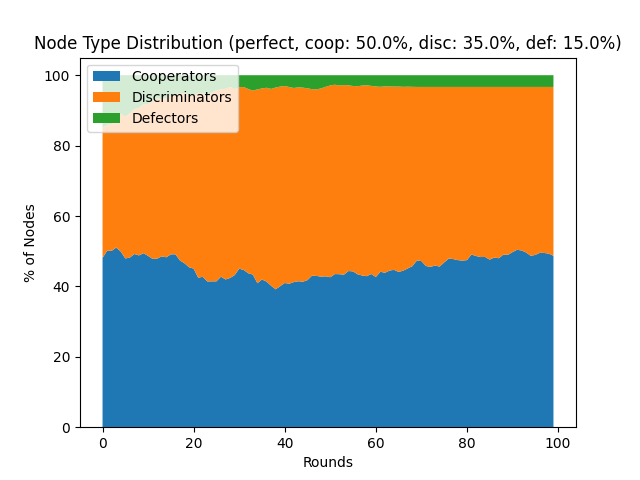 Node Type Distribution (perfect, coop: 50.0%, disc: 35.0%, def: 15.0%)
100
80
60
40
20
0
% of Nodes
Cooperators
Discriminators
Defectors
0 20 40 60 80 100
Rounds